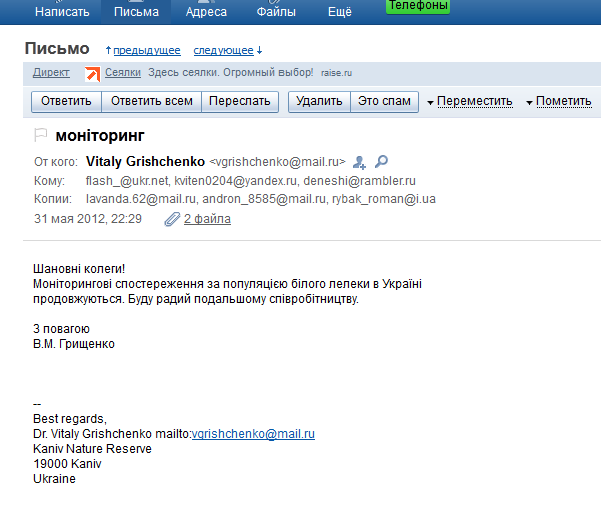 Написать Письма Адреса Файлы Ещё Телефоны
Письмо ↑предыдущее следующее↓
Директ Сеялки Здесь сеялки. Огромный выбор! raise.ru
Ответить Ответить всем Переслать Удалить Это спам Переместить Пометить
моніторинг
От кого: Vitaly Grishchenko <vgrishchenko@mail.ru>
Кому: flash_@ukr.net, kviten0204@yandex.ru, deneshi@rambler.ru
Копии: lavanda.62@mail.ru, andron_8585@mail.ru, rybak_roman@i.ua
31 мая 2012, 22:29 2 файла
Шановні колеги!
Моніторингові спостереження за популяцією білого лелеки в Україні
продовжуються. Буду радий подальшому співробітництву.
З повагою
В.М. Грищенко
--
Best regards,
Dr. Vitaly Grishchenko mailto:vgrishchenko@mail.ru
Kaniv Nature Reserve
19000 Kaniv
Ukraine